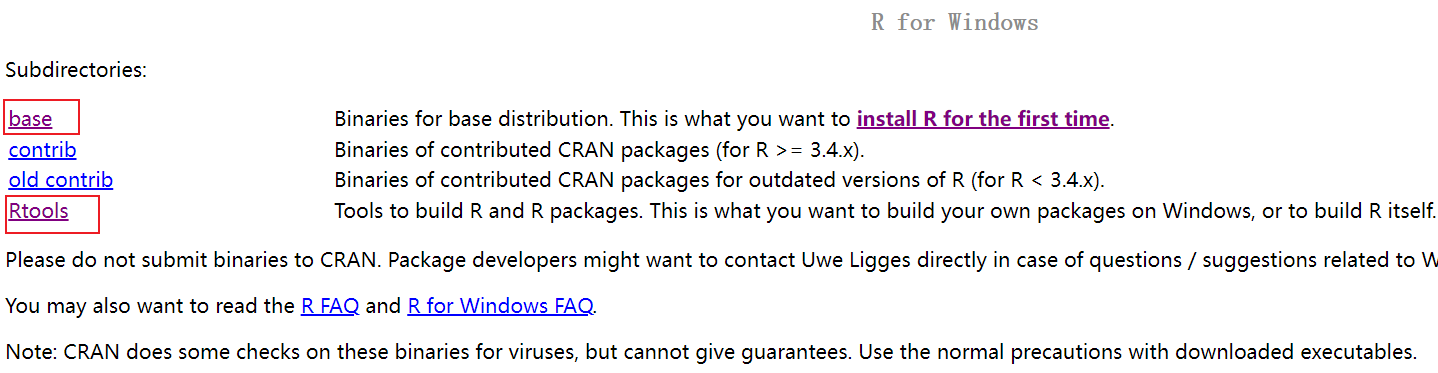 R for Windows
Subdirectories:
base Binaries for base distribution. This is what you want to install R for the first time.
contrib Binaries of contributed CRAN packages (for R >= 3.4.x).
old contrib Binaries of contributed CRAN packages for outdated versions of R (for R < 3.4.x).
Rtools Tools to build R and R packages. This is what you want to build your own packages on Windows, or to build R itself.
Please do not submit binaries to CRAN. Package developers might want to contact Uwe Ligges directly in case of questions / suggestions related to W
You may also want to read the R FAQ and R for Windows FAQ.
Note: CRAN does some checks on these binaries for viruses, but cannot give guarantees. Use the normal precautions with downloaded executables.